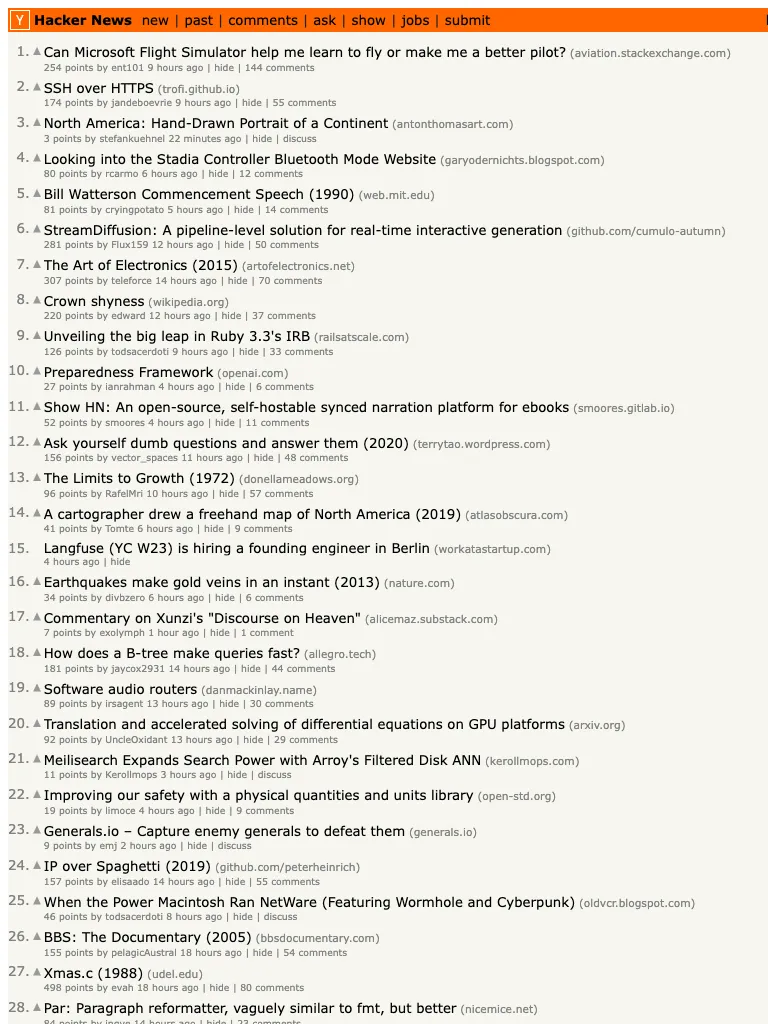 Y Hacker News new | past | comments | ask | show | jobs | submit
1. Can Microsoft Flight Simulator help me learn to fly or make me a better pilot? (aviation.stackexchange.com)
254 points by ent101 9 hours ago | hide | 144 comments
2. SSH over HTTPS (trofi.github.io)
174 points by jandeboevrie 9 hours ago | hide | 55 comments
3. North America: Hand-Drawn Portrait of a Continent (antonthomasart.com)
3 points by stefankuehnel 22 minutes ago | hide | discuss
4. Looking into the Stadia Controller Bluetooth Mode Website (garyodernichts.blogspot.com)
80 points by rcarmo 6 hours ago | hide | 12 comments
5. Bill Watterson Commencement Speech (1990) (web.mit.edu)
81 points by cryingpotato 5 hours ago | hide | 14 comments
6. StreamDiffusion: A pipeline-level solution for real-time interactive generation (github.com/cumulo-autumn)
281 points by Flux159 12 hours ago | hide | 50 comments
7. The Art of Electronics (2015) (artofelectronics.net)
307 points by teleforce 14 hours ago | hide | 70 comments
8. Crown shyness (wikipedia.org)
220 points by edward 12 hours ago | hide | 37 comments
9. Unveiling the big leap in Ruby 3.3's IRB (railsatscale.com)
126 points by todsacerdoti 9 hours ago | hide | 33 comments
10. Preparedness Framework (openai.com)
27 points by ianrahman 4 hours ago | hide | 6 comments
11. Show HN: An open-source, self-hostable synced narration platform for ebooks (smoores.gitlab.io)
52 points by smoores 4 hours ago | hide | 11 comments
12. Ask yourself dumb questions and answer them (2020) (terrytao.wordpress.com)
156 points by vector_spaces 11 hours ago | hide | 48 comments
13. The Limits to Growth (1972) (donellameadows.org)
96 points by RafelMri 10 hours ago | hide | 57 comments
14. A cartographer drew a freehand map of North America (2019) (atlasobscura.com)
41 points by Tomte 6 hours ago | hide | 9 comments
15. Langfuse (YC W23) is hiring a founding engineer in Berlin (workatastartup.com)
4 hours ago | hide
16. Earthquakes make gold veins in an instant (2013) (nature.com)
34 points by divbzero 6 hours ago | hide | 6 comments
17. Commentary on Xunzi's "Discourse on Heaven" (alicemaz.substack.com)
7 points by exolymph 1 hour ago | hide | 1 comment
18. How does a B-tree make queries fast? (allegro.tech)
181 points by jaycox2931 14 hours ago | hide | 44 comments
19. Software audio routers (danmackinlay.name)
89 points by irsagent 13 hours ago | hide | 30 comments
20. Translation and accelerated solving of differential equations on GPU platforms (arxiv.org)
92 points by UncleOxidant 13 hours ago | hide | 29 comments
21. Meilisearch Expands Search Power with Arroy's Filtered Disk ANN (kerollmops.com)
11 points by Kerollmops 3 hours ago | hide | discuss
22. Improving our safety with a physical quantities and units library (open-std.org)
19 points by limoce 4 hours ago | hide | 9 comments
23. Generals.io – Capture enemy generals to defeat them (generals.io)
9 points by emj 2 hours ago | hide | discuss
24. IP over Spaghetti (2019) (github.com/peterheinrich)
157 points by elisaado 14 hours ago | hide | 55 comments
25. When the Power Macintosh Ran NetWare (Featuring Wormhole and Cyberpunk) (oldvcr.blogspot.com)
46 points by todsacerdoti 8 hours ago | hide | discuss
26. BBS: The Documentary (2005) (bbsdocumentary.com)
155 points by pelagicAustral 18 hours ago | hide | 54 comments
27. Xmas.c (1988) (udel.edu)
498 points by evah 18 hours ago | hide | 80 comments
28. Par: Paragraph reformatter, vaguely similar to fmt, but better (nicemice.net)
84 points by 14 hours ago | hide | 23 comments